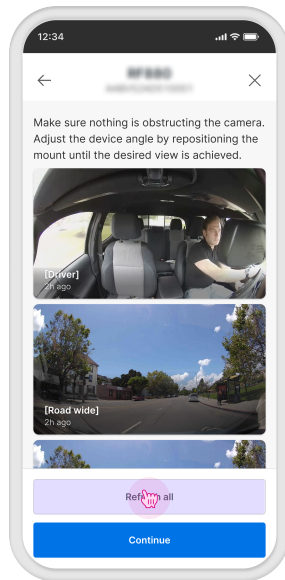 12:34
Make sure nothing is obstructing the camera.
Adjust the device angle by repositioning the
mount until the desired view is achieved.
[Driver]
2h ago
[Road wide]
2h ago
all
Continue